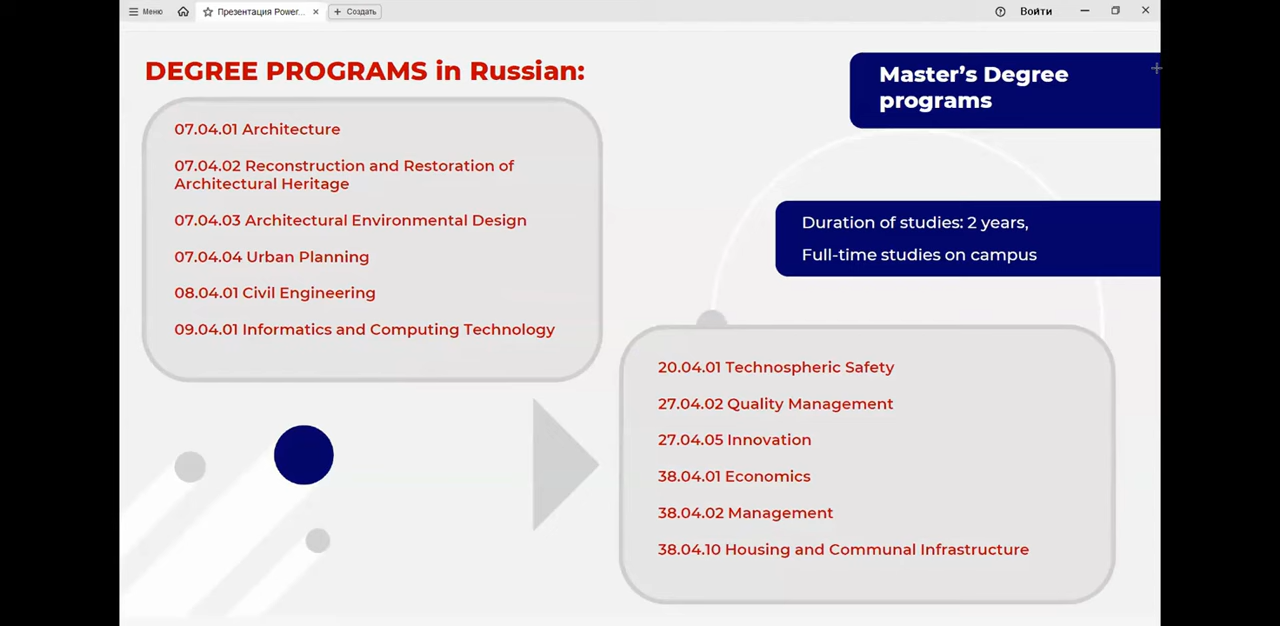 Меню
Презентация Power...
Создать
Войти
DEGREE PROGRAMS in Russian:
Master's Degree
programs
07.04.01 Architecture
07.04.02 Reconstruction and Restoration of
Architectural Heritage
07.04.03 Architectural Environmental Design
07.04.04 Urban Planning
08.04.01 Civil Engineering
09.04.01 Informatics and Computing Technology
Duration of studies: 2 years,
Full-time studies on campus
20.04.01 Technospheric Safety
27.04.02 Quality Management
27.04.05 Innovation
38.04.01 Economics
38.04.02 Management
38.04.10 Housing and Communal Infrastructure